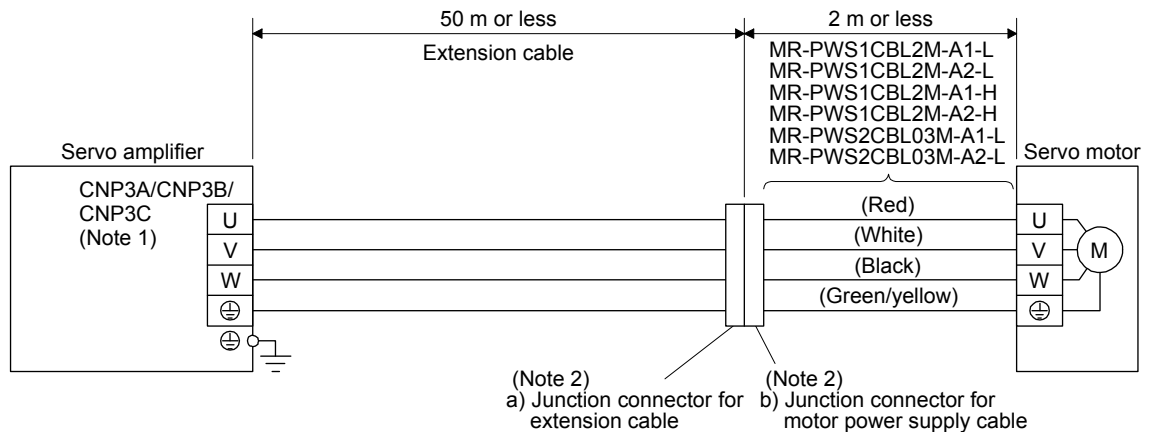 50 m or less
2 m or less
Extension cable
MR-PWS1CBL2M-A1-L
MR-PWS1CBL2M-A2-L
MR-PWS1CBL2M-A1-H
MR-PWS1CBL2M-A2-H
MR-PWS2CBL03M-A1-L
MR-PWS2CBL03M-A2-L
Servo amplifier
Servo motor
CNP3A/CNP3B/
CNP3C
(Note 1)
U
V
W
(Red)
(White)
(Black)
(Green/yellow)
U
V
W
M
(Note 2)
a) Junction connector for
extension cable
(Note 2)
b) Junction connector for
motor power supply cable